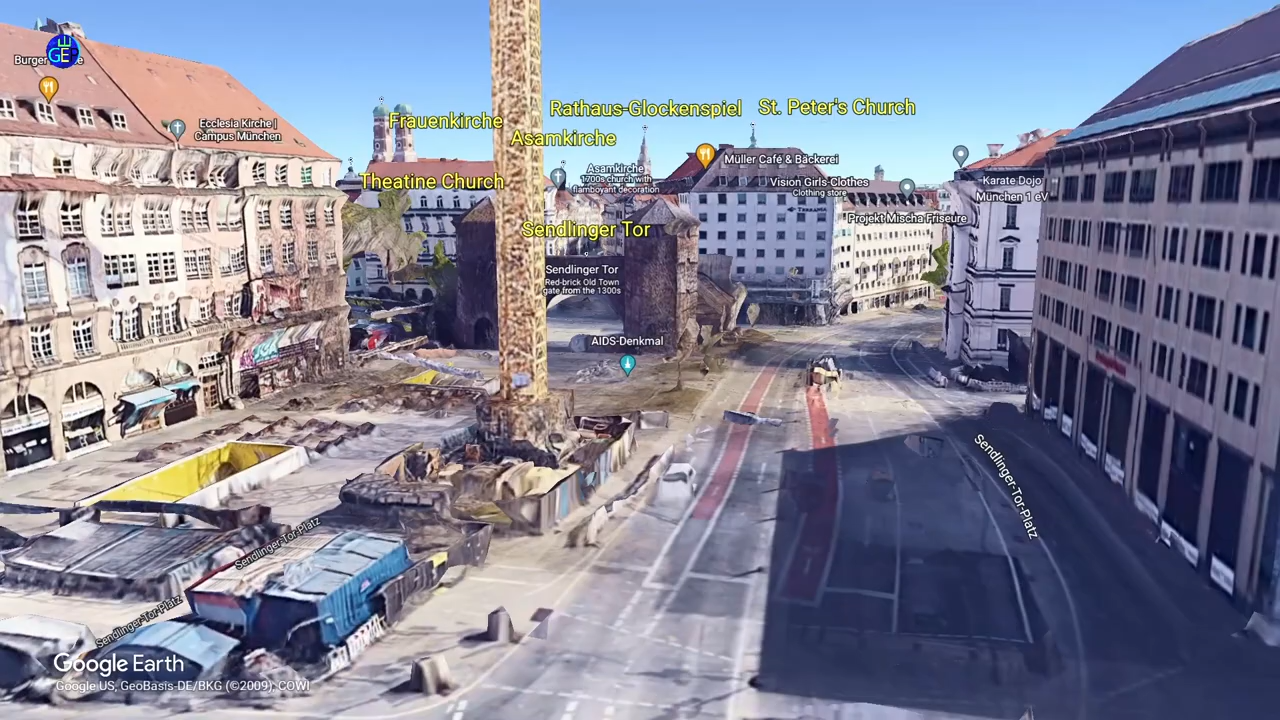 GE
Burger
Ecclesia Kirche |
Campus München
Frauenkirche
Rathaus-Glockenspiel
St. Peter's Church
Asamkirche
Theatine Church
Asamkirche
1700s church with
flamboyant decoration
Müller Café & Bäckerei
Vision Girls-Clothes
Clothing store
Karate Dojo
München 1 eV
Projekt Mischa Friseure
Sendlinger Tor
Sendlinger Tor
Red-brick Old Town
gate from the 1300s
AIDS-Denkmal
Sendlinger-Tor-Platz
Sendlinger-Tor-Platz
Sendlinger-Tor-Platz
Google Earth
Google US, GeoBasis-DE/BKG (©2009), COWI